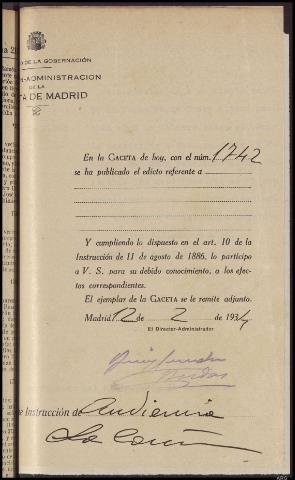 DE LA GOBERNACIÓN
-ADMINISTRACION
DE LA
DE MADRID
En la GACETA de hoy, con el núm. 1742
se ha publicado el edicto referente a
Y cumpliendo lo dispuesto en el art. 10 de la
Instrucción de 11 de agosto de 1886, lo participo
a V. S. para su debido conocimiento, a los efec-
tos correspondientes.
El ejemplar de la GACETA se le remite adjunto.
Madrid 12 de 2 de 1934
El Director-Administrador
e Instrucción de Audiencia
La Coruña